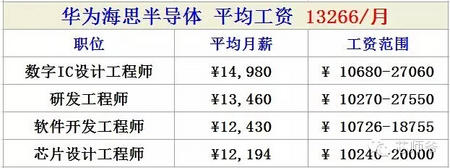 华为海思半导体 平均工资 13266/月
职位 平均月薪 工资范围
数字IC设计工程师 ¥14,980 ¥ 10680-27060
研发工程师 ¥13,460 ¥ 10270-27550
软件开发工程师 ¥12,430 ¥ 10726-18755
芯片设计工程师 ¥12,194 ¥ 10240-20000